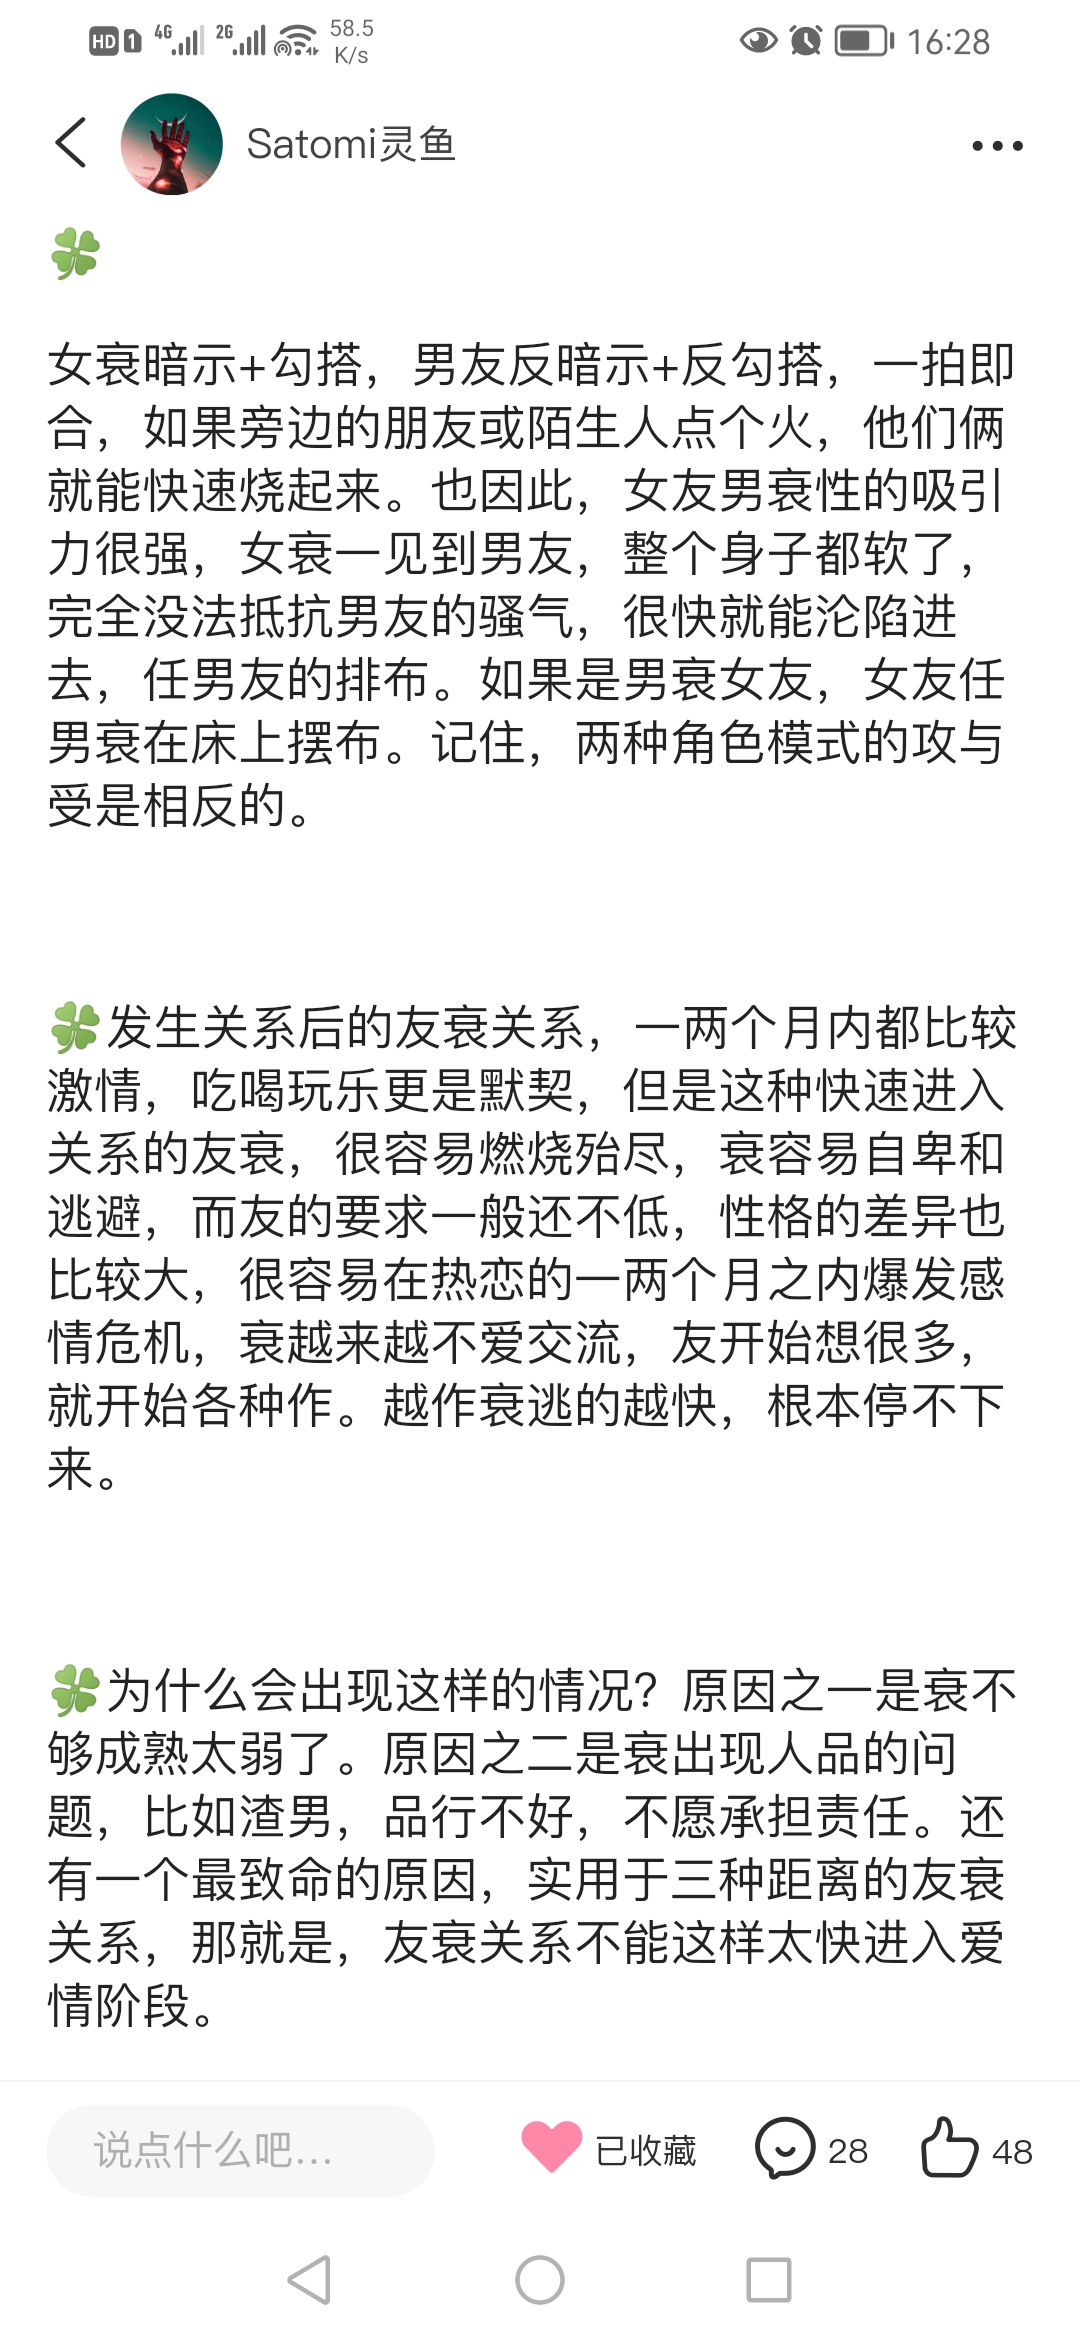 HD 1 4G 2G 58.5 K/s 16:28
Satomi灵鱼
女衰暗示+勾搭，男友反暗示+反勾搭，一拍即
合，如果旁边的朋友或陌生人点个火，他们俩
就能快速烧起来。也因此，女友男衰性的吸引
力很强，女衰一见到男友，整个身子都软了，
完全没法抵抗男友的骚气，很快就能沦陷进
去，任男友的排布。如果是男衰女友，女友任
男衰在床上摆布。记住，两种角色模式的攻与
受是相反的。
🍀发生关系后的友衰关系，一两个月内都比较
激情，吃喝玩乐更是默契，但是这种快速进入
关系的友衰，很容易燃烧殆尽，衰容易自卑和
逃避，而友的要求一般还不低，性格的差异也
比较大，很容易在热恋的一两个月之内爆发感
情危机，衰越来越不爱交流，友开始想很多，
就开始各种作。越作衰逃的越快，根本停不下
来。
🍀为什么会出现这样的情况？原因之一是衰不
够成熟太弱了。原因之二是衰出现人品的问
题，比如渣男，品行不好，不愿承担责任。还
有一个最致命的原因，实用于三种距离的友衰
关系，那就是，友衰关系不能这样太快进入爱
情阶段。
说点什么吧...
已收藏
28
48